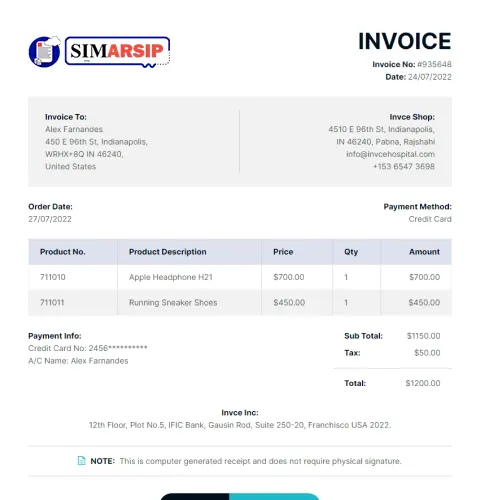 SIMARSIP
INVOICE
Invoice No: #935648
Date: 24/07/2022
Invoice To:
Alex Farnandes
450 E 96th St, Indianapolis,
WRHX+8Q IN 46240,
United States
Invce Shop:
4510 E 96th St, Indianapolis,
IN 46240, Pabna, Rajshahi
info@invcehospital.com
+153 6547 3698
Order Date:
27/07/2022
Payment Method:
Credit Card
Product No. Product Description Price Qty Amount
711010 Apple Headphone H21 $700.00 1 $700.00
711011 Running Sneaker Shoes $450.00 1 $450.00
Payment Info:
Credit Card No: 2456**********
A/C Name: Alex Farnandes
Sub Total: $1150.00
Tax: $50.00
Total: $1200.00
Invce Inc:
12th Floor, Plot No.5, IFIC Bank, Gausin Rod, Suite 250-20, Franchisco USA 2022.
NOTE: This is computer generated receipt and does not require physical signature.